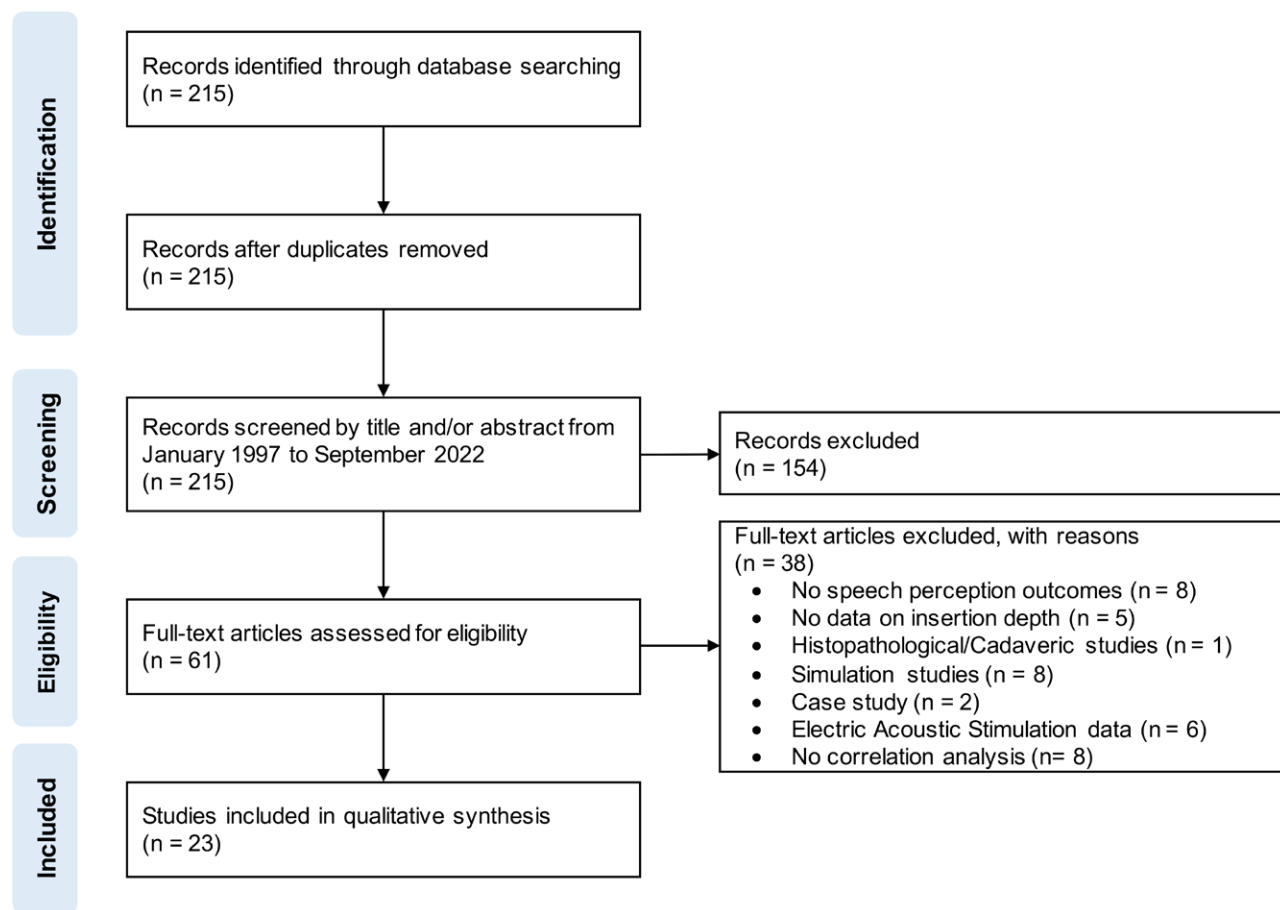 Identification
Records identified through database searching
(n = 215)
Records after duplicates removed
(n = 215)
Screening
Records screened by title and/or abstract from
January 1997 to September 2022
(n = 215)
Records excluded
(n = 154)
Eligibility
Full-text articles assessed for eligibility
(n = 61)
Full-text articles excluded, with reasons
(n = 38)
• No speech perception outcomes (n = 8)
• No data on insertion depth (n = 5)
• Histopathological/Cadaveric studies (n = 1)
• Simulation studies (n = 8)
• Case study (n = 2)
• Electric Acoustic Stimulation data (n = 6)
• No correlation analysis (n= 8)
Included
Studies included in qualitative synthesis
(n = 23)